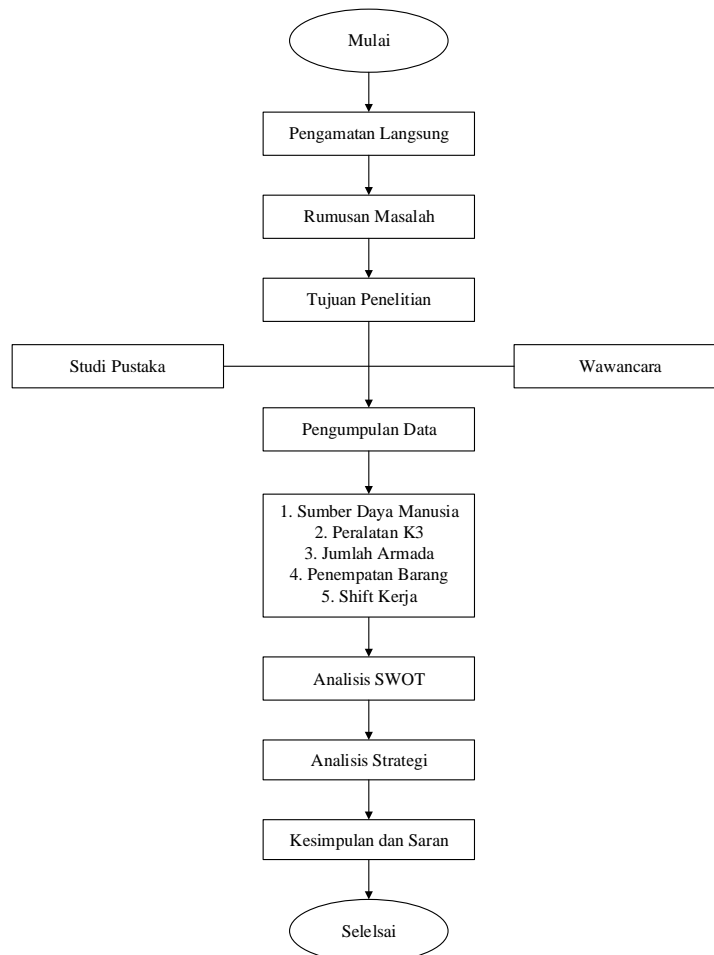 Mulai
Pengamatan Langsung
Rumusan Masalah
Tujuan Penelitian
Studi Pustaka
Wawancara
Pengumpulan Data
1. Sumber Daya Manusia
2. Peralatan K3
3. Jumlah Armada
4. Penempatan Barang
5. Shift Kerja
Analisis SWOT
Analisis Strategi
Kesimpulan dan Saran
Selelsai